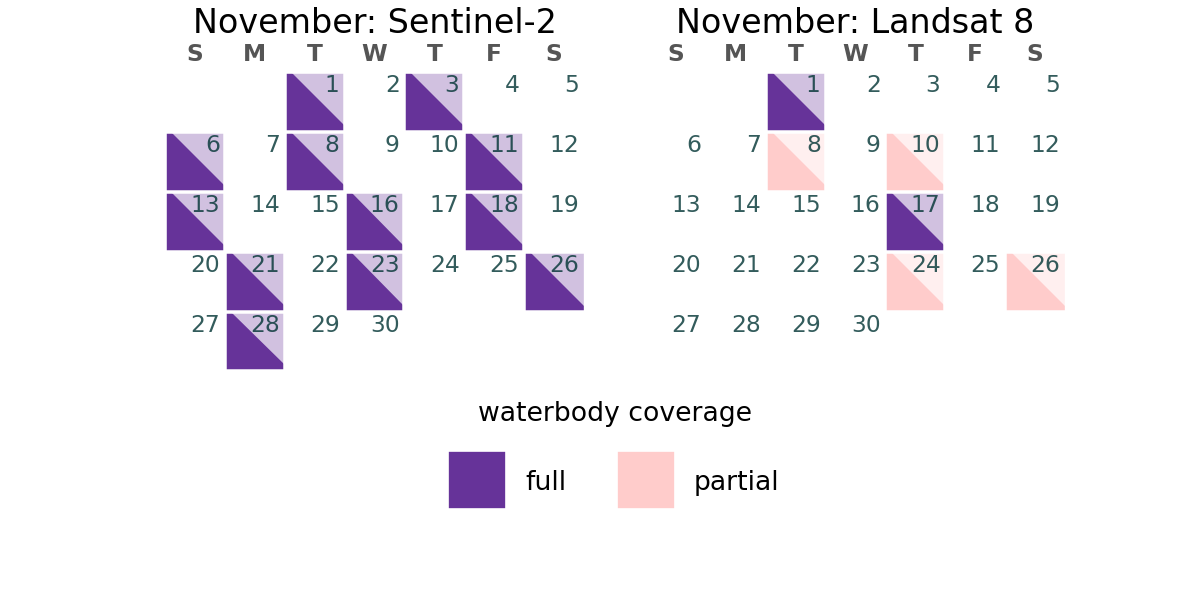 November: Sentinel-2
S M T W T F S
1 2 3 4 5
6 7 8 9 10 11 12
13 14 15 16 17 18 19
20 21 22 23 24 25 26
27 28 29 30
November: Landsat 8
S M T W T F S
1 2 3 4 5
6 7 8 9 10 11 12
13 14 15 16 17 18 19
20 21 22 23 24 25 26
27 28 29 30
waterbody coverage
full
partial